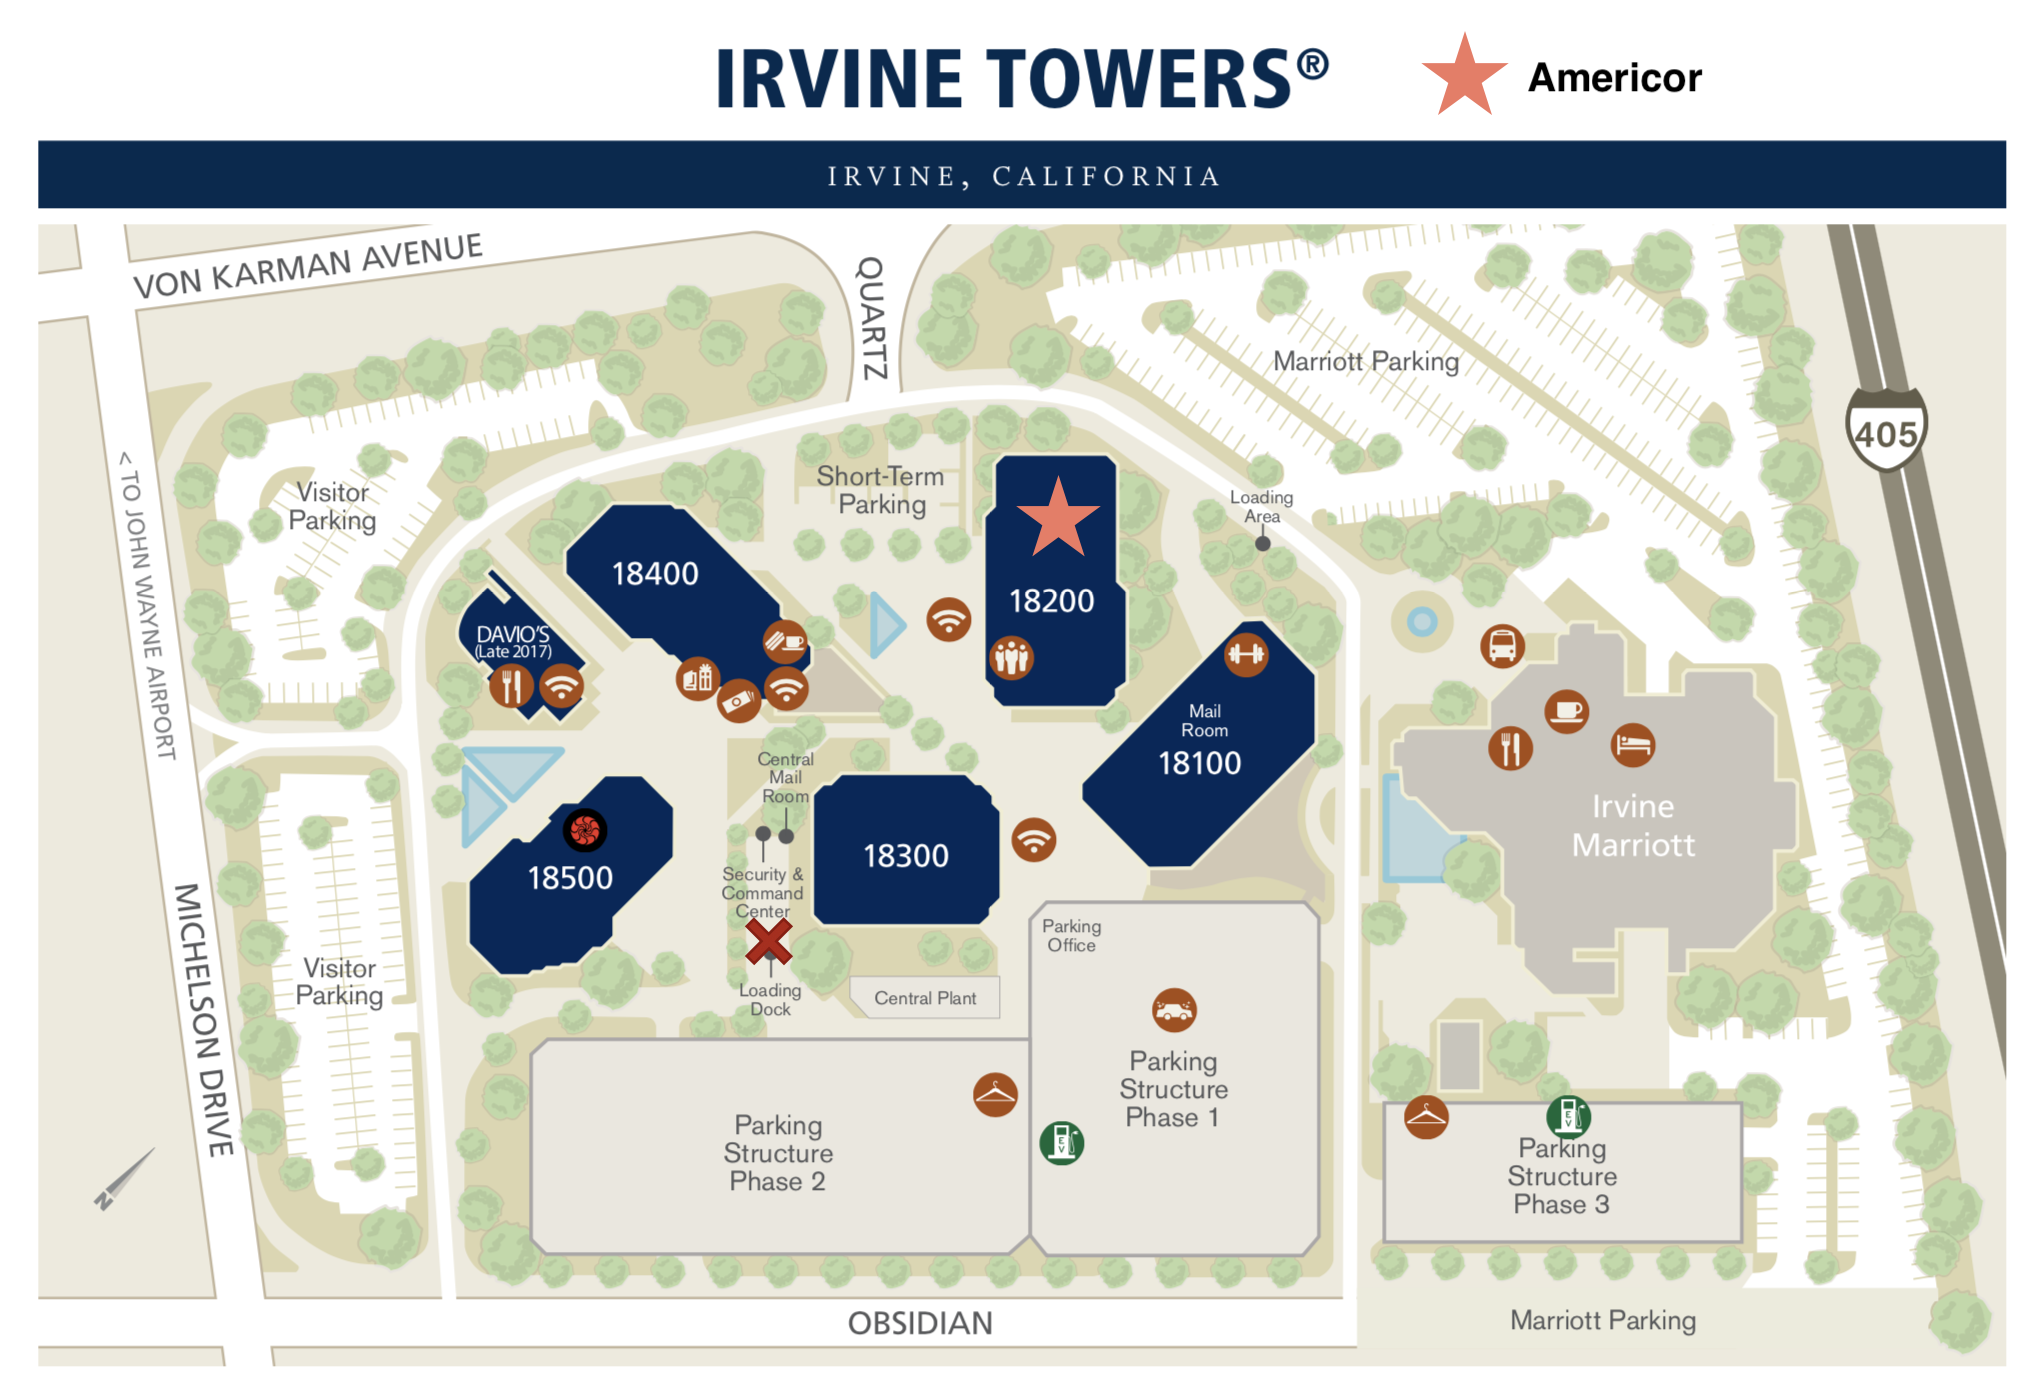 IRVINE TOWERS®
Americor
IRVINE, CALIFORNIA
VON KARMAN AVENUE
QUARTZ
Marriott Parking
405
< TO JOHN WAYNE AIRPORT
Visitor
Parking
Short-Term
Parking
Loading
Area
18400
18200
DAVIO'S
(Late 2017)
Mail
Room
18100
Central
Mail
Room
Irvine
Marriott
18300
18500
Security &
Command
Center
MICHELSON DRIVE
Visitor
Parking
Parking
Office
Loading
Dock
Central Plant
Parking
Structure
Phase 1
Parking
Structure
Phase 2
EV
EV
Parking
Structure
Phase 3
N
OBSIDIAN
Marriott Parking